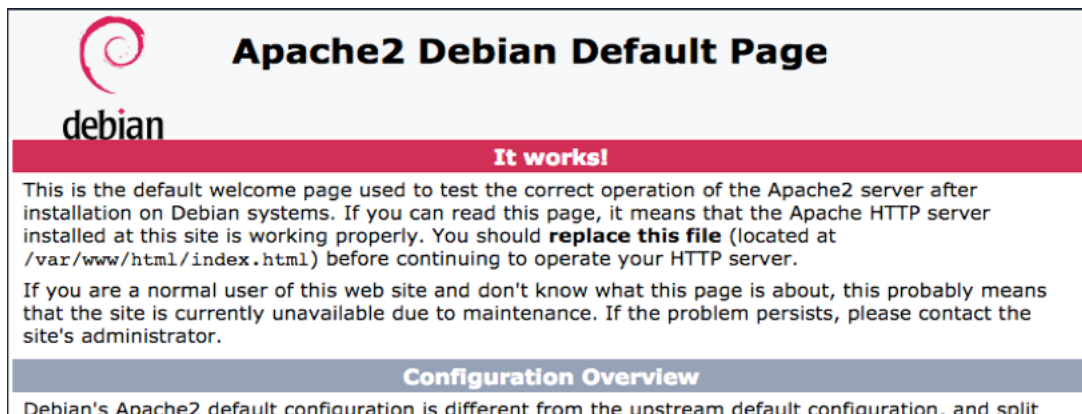 Apache2 Debian Default Page
debian
It works!
This is the default welcome page used to test the correct operation of the Apache2 server after
installation on Debian systems. If you can read this page, it means that the Apache HTTP server
installed at this site is working properly. You should replace this file (located at
/var/www/html/index.html) before continuing to operate your HTTP server.
If you are a normal user of this web site and don't know what this page is about, this probably means
that the site is currently unavailable due to maintenance. If the problem persists, please contact the
site's administrator.
Configuration Overview
Debian's Apache2 default configuration is different from the upstream default configuration, and split